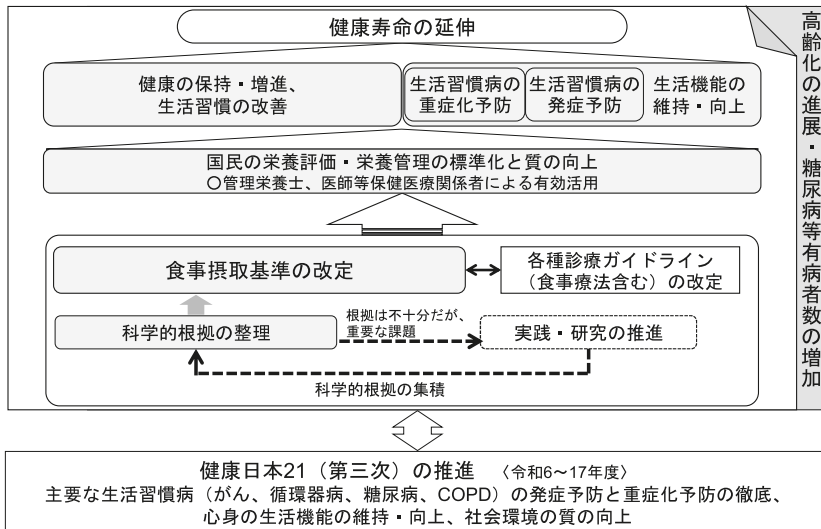 健康寿命の延伸
健康の保持・増進、
生活習慣の改善
生活習慣病の
重症化予防
生活習慣病の
発症予防
生活機能の
維持・向上
国民の栄養評価・栄養管理の標準化と質の向上
○管理栄養士、医師等保健医療関係者による有効活用
食事摂取基準の改定
各種診療ガイドライン
（食事療法含む）の改定
科学的根拠の整理
根拠は不十分だが、
重要な課題
実践・研究の推進
科学的根拠の集積
高齢化の進展・糖尿病等有病者数の増加
健康日本21（第三次）の推進 〈令和6～17年度〉
主要な生活習慣病（がん、循環器病、糖尿病、COPD）の発症予防と重症化予防の徹底、
心身の生活機能の維持・向上、社会環境の質の向上